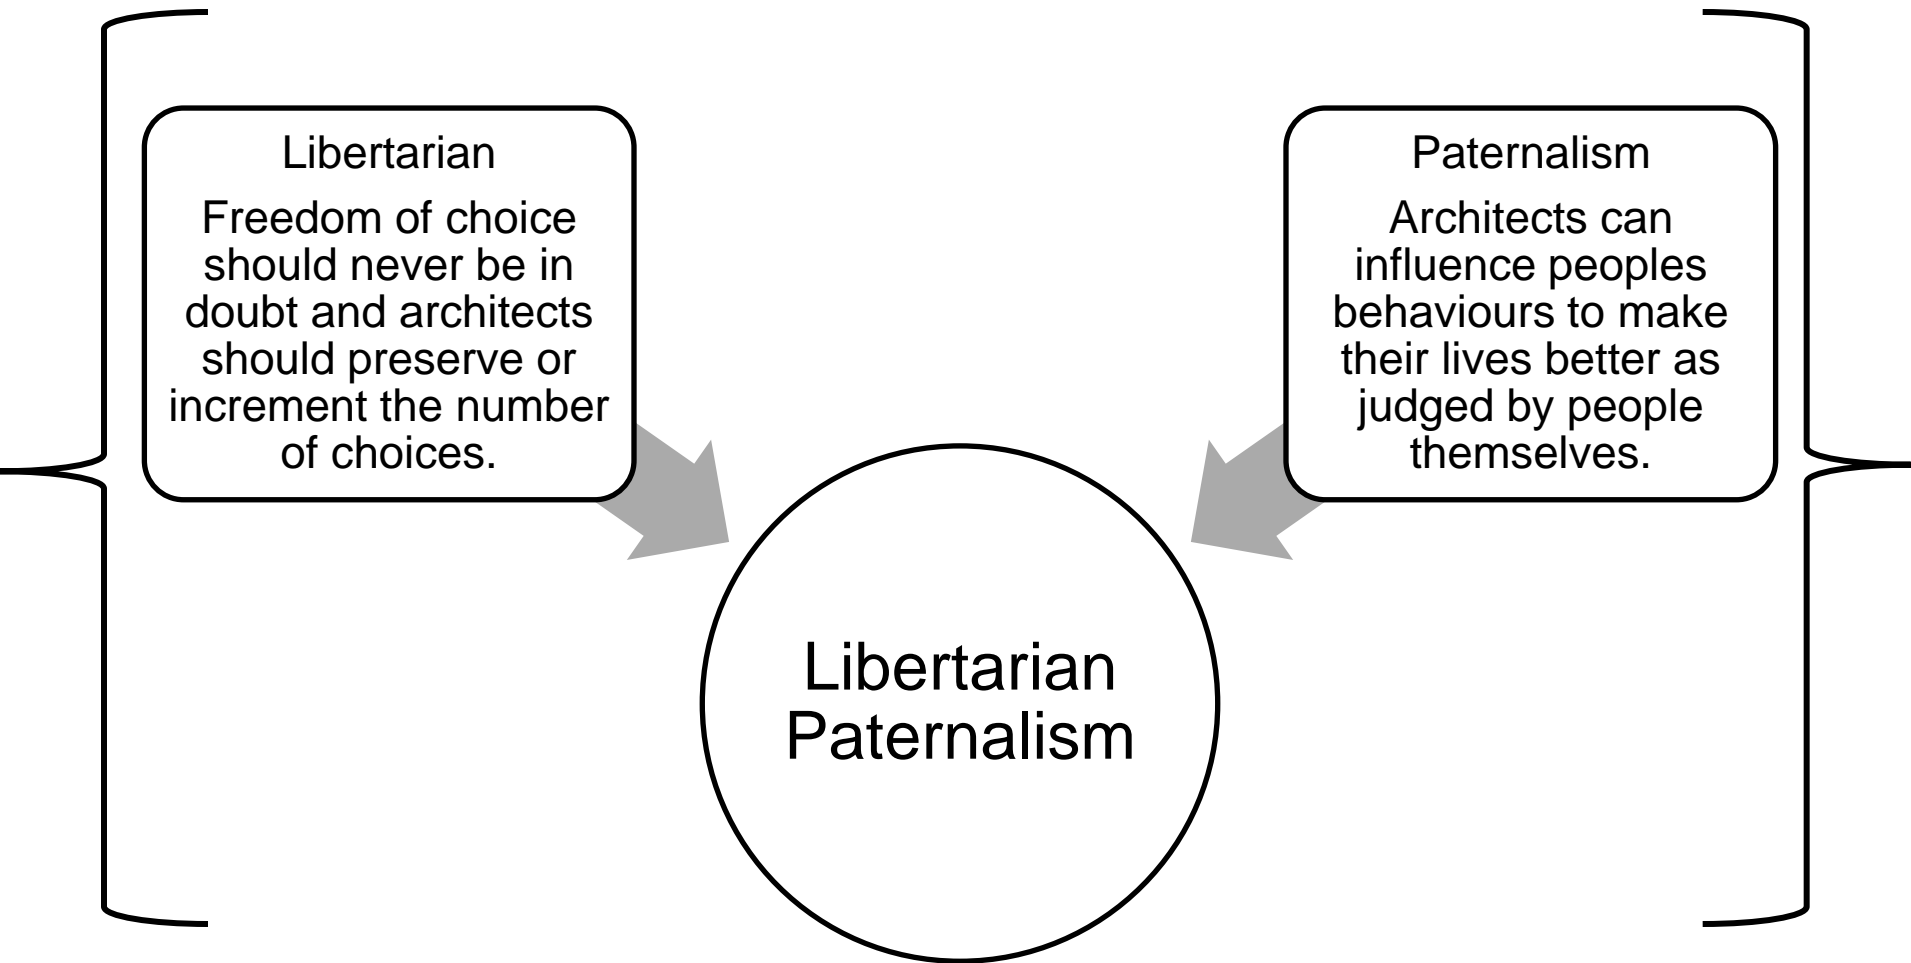 Libertarian
Freedom of choice
should never be in
doubt and architects
should preserve or
increment the number
of choices.
Paternalism
Architects can
influence peoples
behaviours to make
their lives better as
judged by people
themselves.
Libertarian
Paternalism